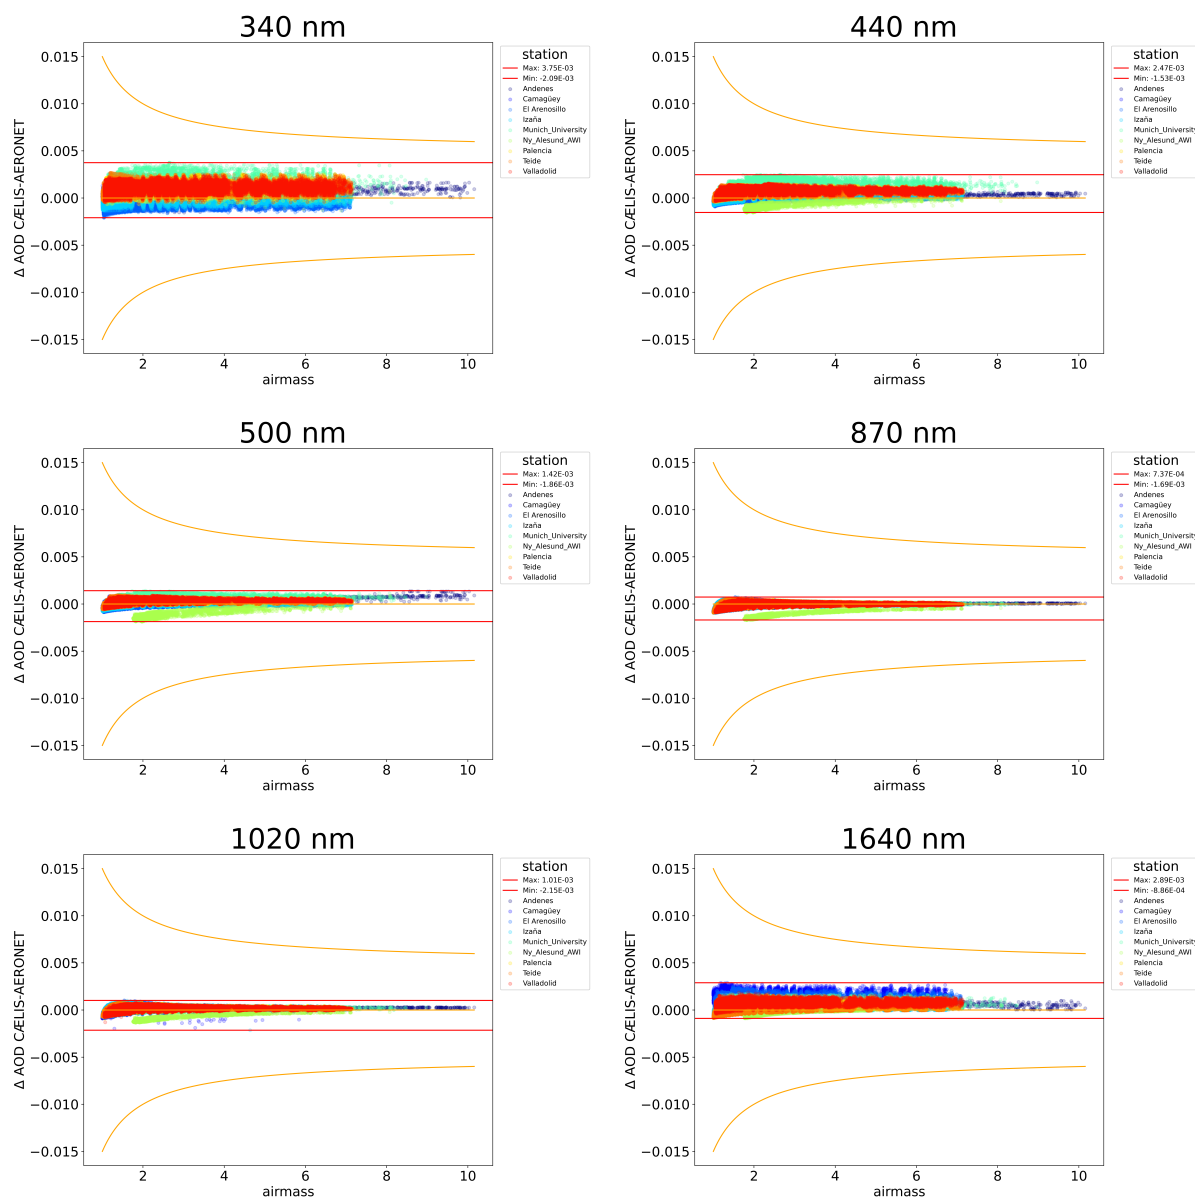 340 nm
0.015
0.010
0.005
0.000
−0.005
−0.010
−0.015
Δ AOD CÆLIS-AERONET
2 4 6 8 10
airmass
station
Max: 3.75E-03
Min: -2.09E-03
Andenes
Camagüey
El Arenosillo
Izaña
Munich_University
Ny_Alesund_AWI
Palencia
Teide
Valladolid
440 nm
0.015
0.010
0.005
0.000
−0.005
−0.010
−0.015
Δ AOD CÆLIS-AERONET
2 4 6 8 10
airmass
station
Max: 2.47E-03
Min: -1.53E-03
Andenes
Camagüey
El Arenosillo
Izaña
Munich_University
Ny_Alesund_AWI
Palencia
Teide
Valladolid
500 nm
0.015
0.010
0.005
0.000
−0.005
−0.010
−0.015
Δ AOD CÆLIS-AERONET
2 4 6 8 10
airmass
station
Max: 1.42E-03
Min: -1.86E-03
Andenes
Camagüey
El Arenosillo
Izaña
Munich_University
Ny_Alesund_AWI
Palencia
Teide
Valladolid
870 nm
0.015
0.010
0.005
0.000
−0.005
−0.010
−0.015
Δ AOD CÆLIS-AERONET
2 4 6 8 10
airmass
station
Max: 7.37E-04
Min: -1.69E-03
Andenes
Camagüey
El Arenosillo
Izaña
Munich_University
Ny_Alesund_AWI
Palencia
Teide
Valladolid
1020 nm
0.015
0.010
0.005
0.000
−0.005
−0.010
−0.015
Δ AOD CÆLIS-AERONET
2 4 6 8 10
airmass
station
Max: 1.01E-03
Min: -2.15E-03
Andenes
Camagüey
El Arenosillo
Izaña
Munich_University
Ny_Alesund_AWI
Palencia
Teide
Valladolid
1640 nm
0.015
0.010
0.005
0.000
−0.005
−0.010
−0.015
Δ AOD CÆLIS-AERONET
2 4 6 8 10
airmass
station
Max: 2.89E-03
Min: -8.86E-04
Andenes
Camagüey
El Arenosillo
Izaña
Munich_University
Ny_Alesund_AWI
Palencia
Teide
Valladolid